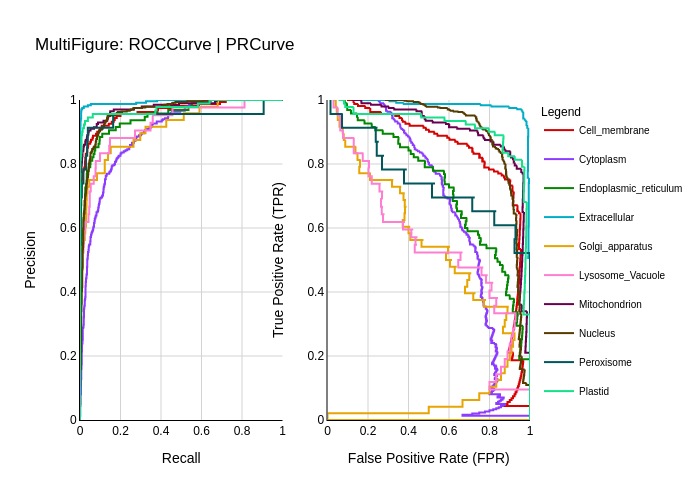 MultiFigure: ROCCurve | PRCurve
Precision
1
0.8
0.6
0.4
0.2
0
0 0.2 0.4 0.6 0.8 1
Recall
True Positive Rate (TPR)
1
0.8
0.6
0.4
0.2
0
0 0.2 0.4 0.6 0.8 1
False Positive Rate (FPR)
Legend
Cell_membrane
Cytoplasm
Endoplasmic_reticulum
Extracellular
Golgi_apparatus
Lysosome_Vacuole
Mitochondrion
Nucleus
Peroxisome
Plastid